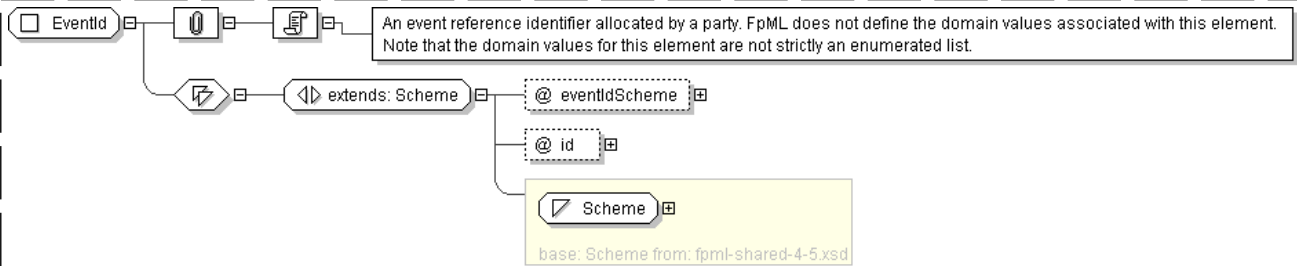 EventId
An event reference identifier allocated by a party. FpML does not define the domain values associated with this element.
Note that the domain values for this element are not strictly an enumerated list.
extends: Scheme
@ eventIdScheme
@ id
Scheme
base: Scheme from: fpml-shared-4-5.xsd